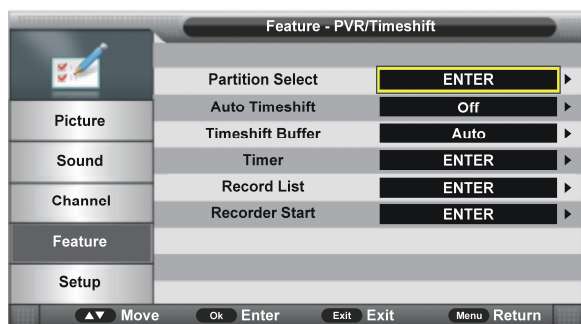 Feature - PVR/Timeshift
Partition Select ENTER
Auto Timeshift Off
Timeshift Buffer Auto
Timer ENTER
Record List ENTER
Recorder Start ENTER
Picture
Sound
Channel
Feature
Setup
Move Ok Enter Exit Exit Menu Return